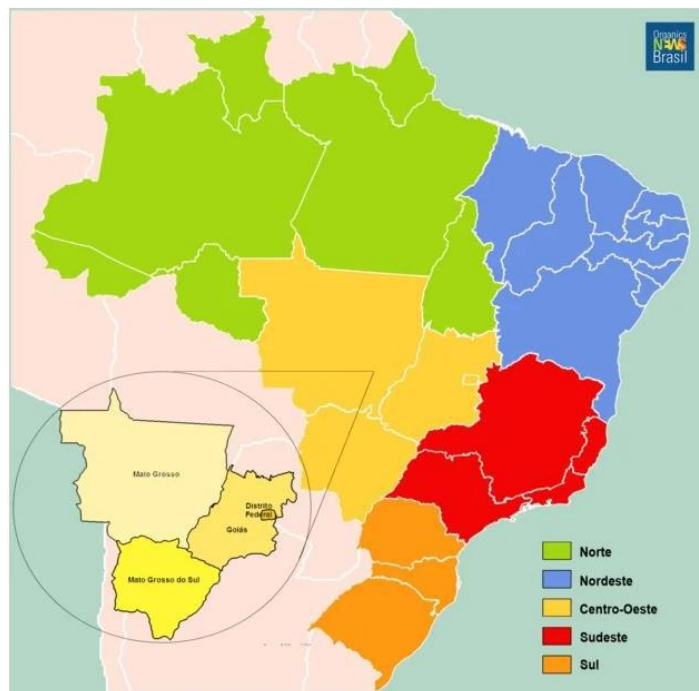 Organics
NEWS
Brasil
Mato Grosso
Distrito
Federal
Goiás
Mato Grosso do Sul
Norte
Nordeste
Centro-Oeste
Sudeste
Sul